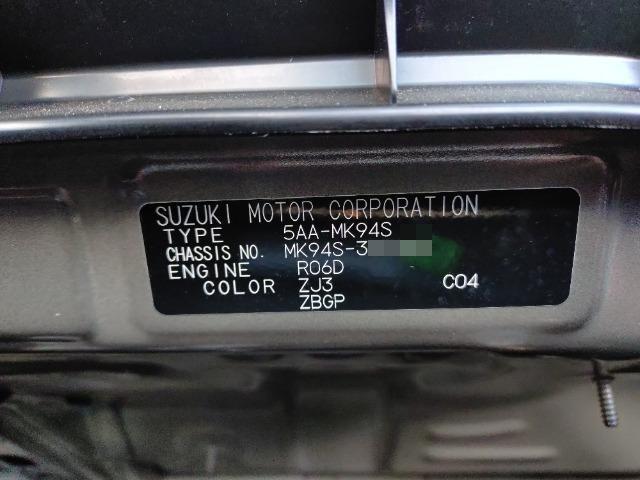 SUZUKI MOTOR CORPORATION
TYPE 5AA-MK94S
CHASSIS NO. MK94S-3
ENGINE R06D
COLOR ZJ3 C04
ZBGP